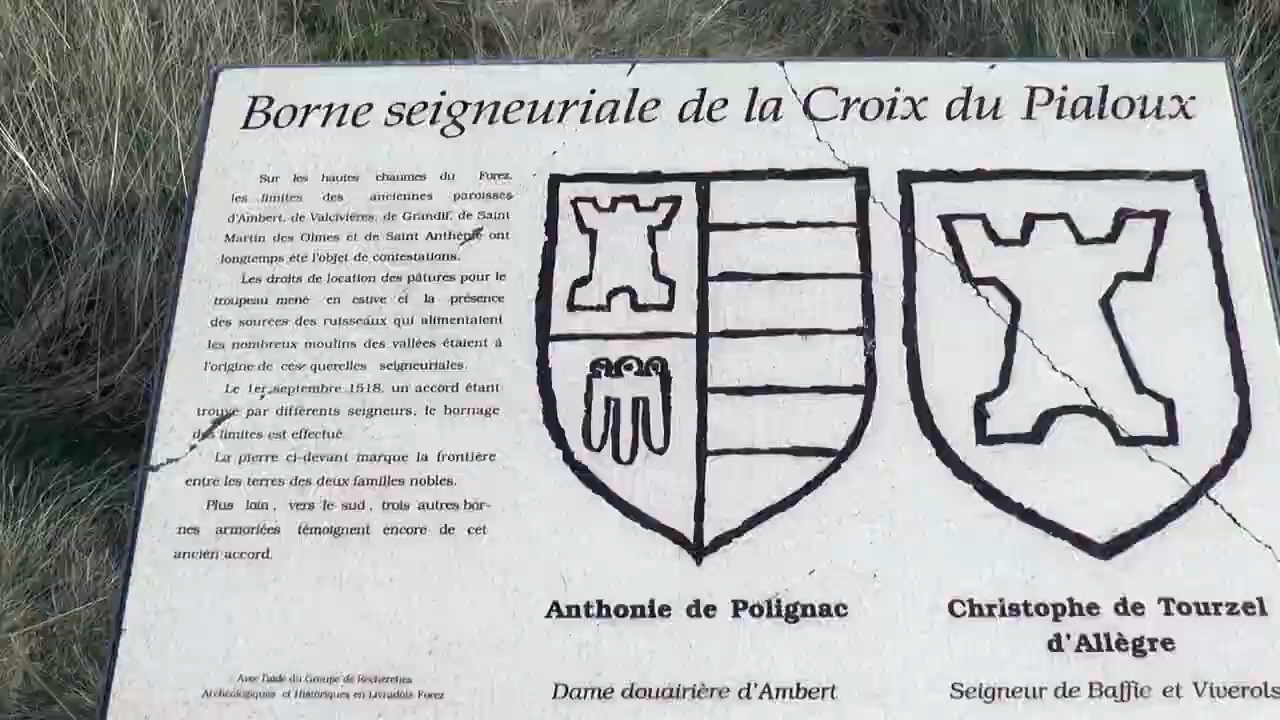 Borne seigneuriale de la Croix du Pialoux
Sur les hautes chaumes du Forez,
les limites des anciennes paroisses
d'Ambert, de Valcivières, de Grandif, de Saint
Martin des Olmes et de Saint Anthème ont
longtemps été l'objet de contestations.
Les droits de location des pâtures pour le
troupeau mené en estive et la présence
des sources des ruisseaux qui alimentaient
les nombreux moulins des vallées étaient à
l'origine de ces querelles seigneuriales.
Le 1er septembre 1518, un accord étant
trouvé par différents seigneurs, le bornage
des limites est effectué.
La pierre ci-devant marque la frontière
entre les terres des deux familles nobles.
Plus loin, vers le sud, trois autres bor-
nes armoriées témoignent encore de cet
ancien accord.
Avec l'aide du Groupe de Recherches
Archéologiques et Historiques en Livradois Forez
Anthonie de Polignac
Dame douairière d'Ambert
Christophe de Tourzel
d'Allègre
Seigneur de Baffie et Viverols